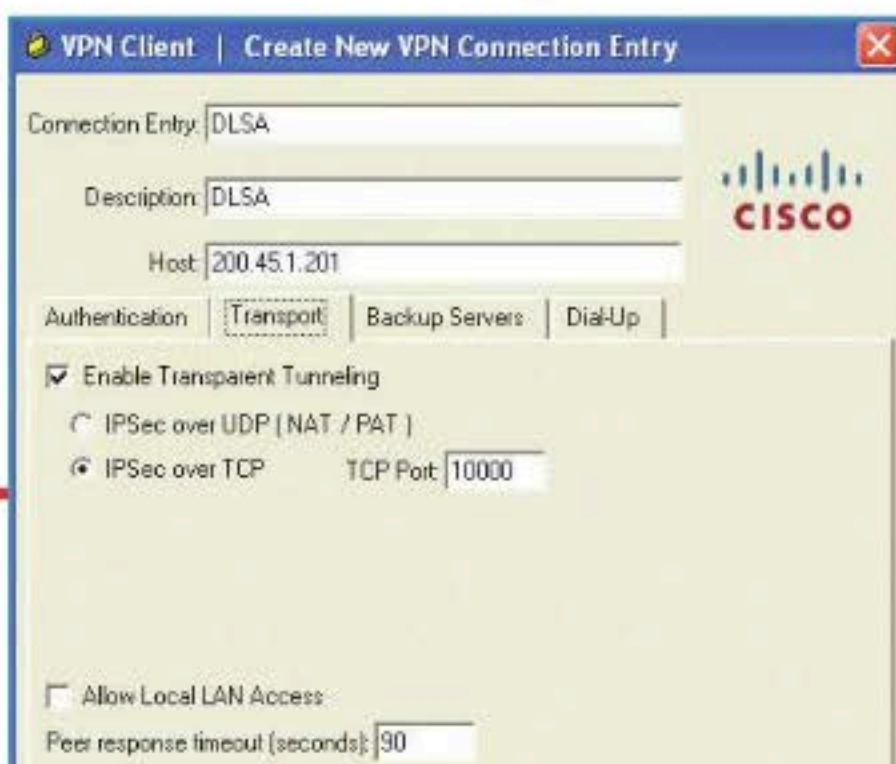 VPN Client | Create New VPN Connection Entry
Connection Entry: DLSA
Description: DLSA
CISCO
Host: 200.45.1.201
Authentication Transport Backup Servers Dial-Up
Enable Transparent Tunneling
IPSec over UDP ( NAT / PAT )
IPSec over TCP TCP Port: 10000
Allow Local LAN Access
Peer response timeout (seconds): 90